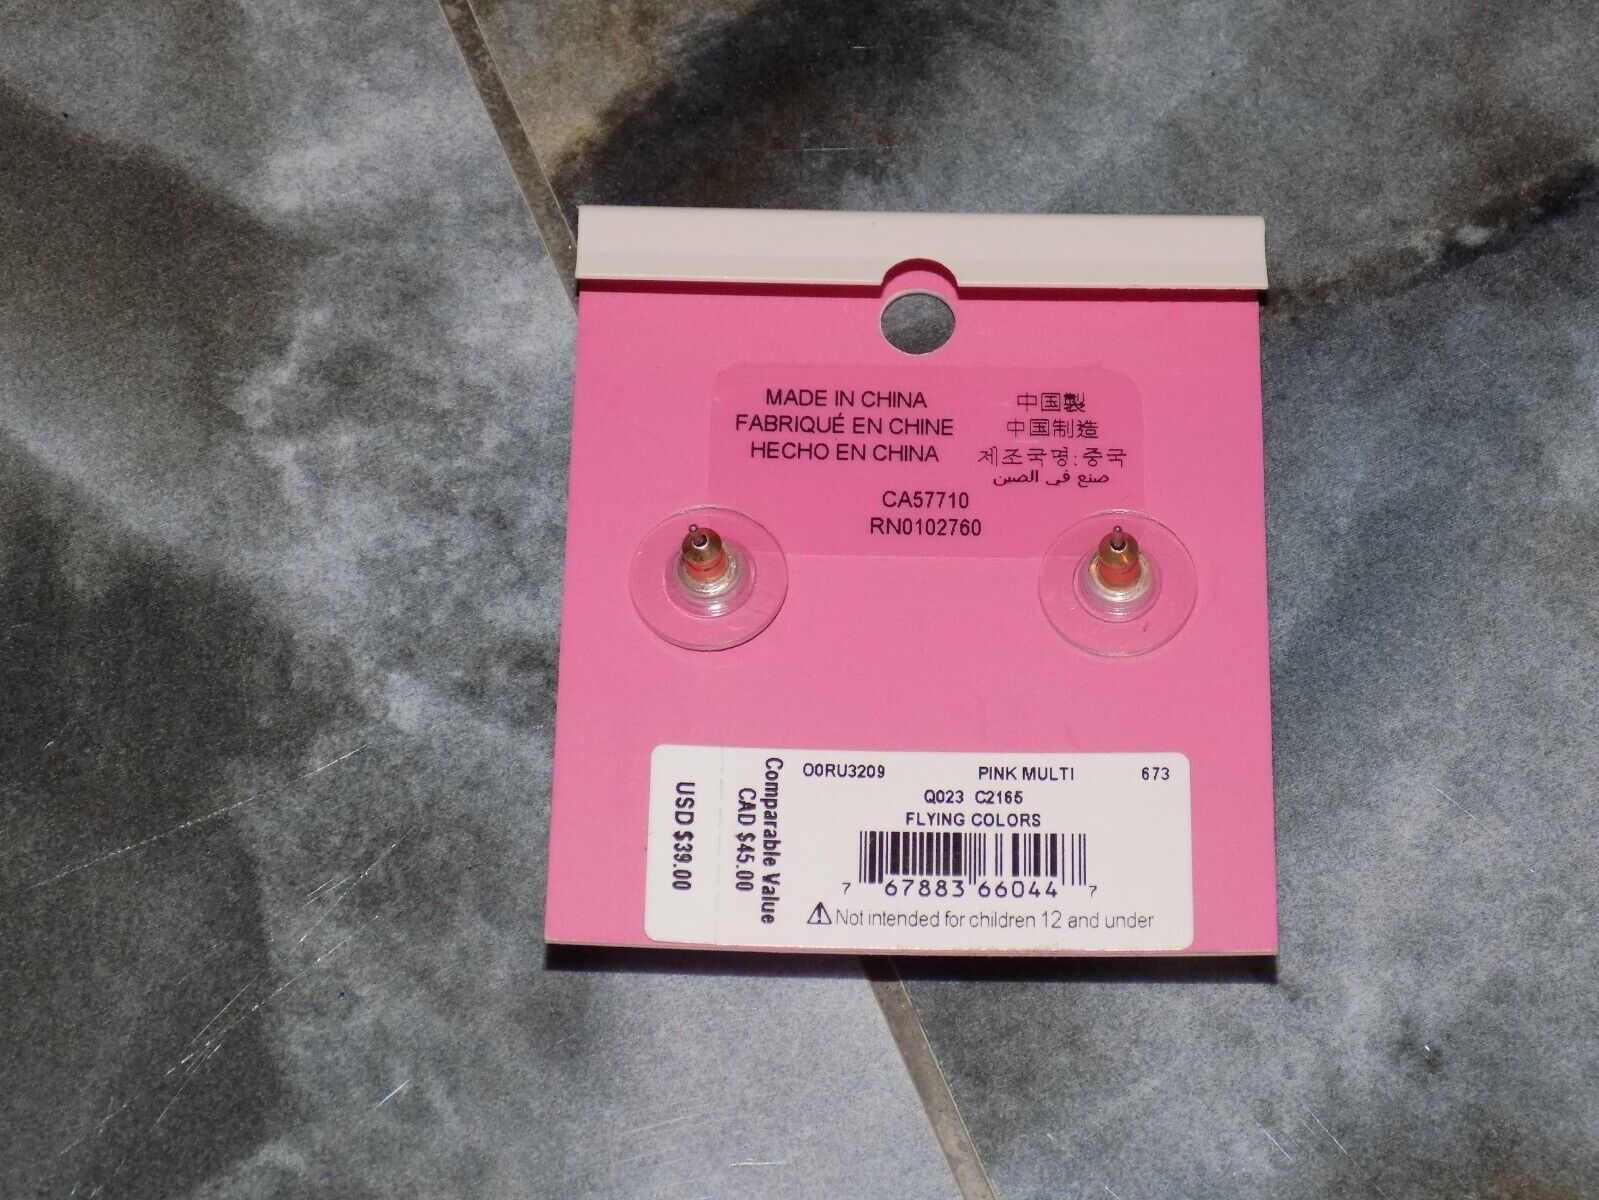 MADE IN CHINA
FABRIQUÉ EN CHINE
HECHO EN CHINA
中国製
中国制造
제조국명:중국
صنع في الصين
CA57710
RN0102760
O0RU3209 PINK MULTI 673
Q023 C2165
FLYING COLORS
7 67883 66044 7
⚠ Not intended for children 12 and under
Comparable Value
CAD $45.00
USD $39.00